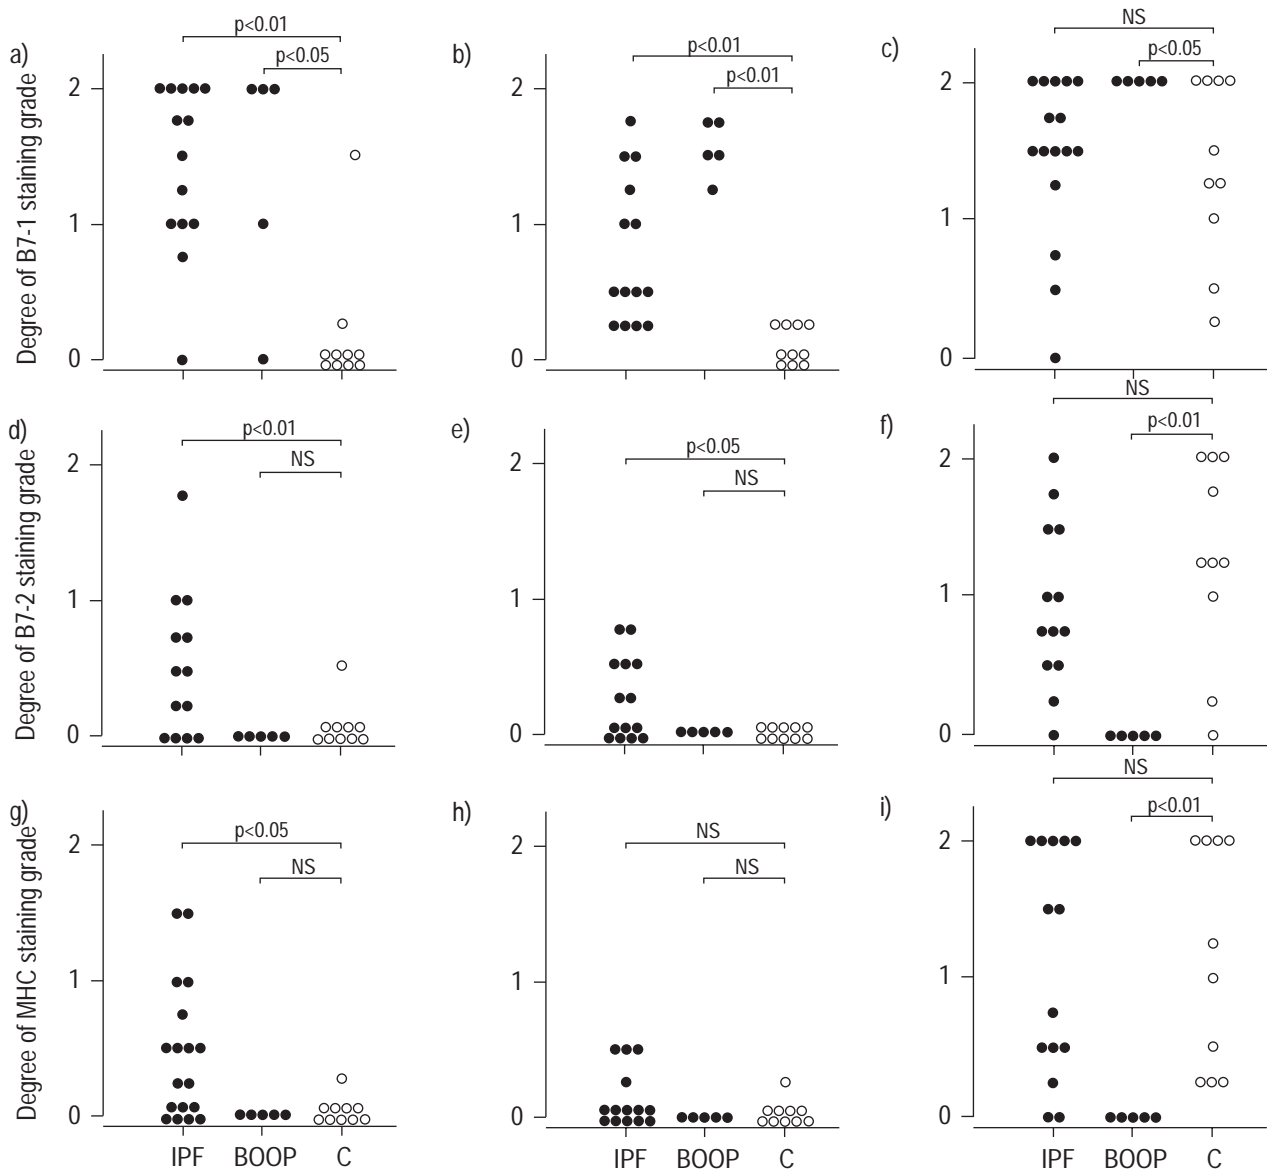 a)
p<0.01
p<0.05
Degree of B7-1 staining grade
2
1
0
b)
p<0.01
p<0.01
2
1
0
c)
NS
p<0.05
2
1
0
d)
p<0.01
NS
Degree of B7-2 staining grade
2
1
0
e)
p<0.05
NS
2
1
0
f)
NS
p<0.01
2
1
0
g)
p<0.05
NS
Degree of MHC staining grade
2
1
0
IPF BOOP C
h)
NS
NS
2
1
0
IPF BOOP C
i)
NS
p<0.01
2
1
0
IPF BOOP C